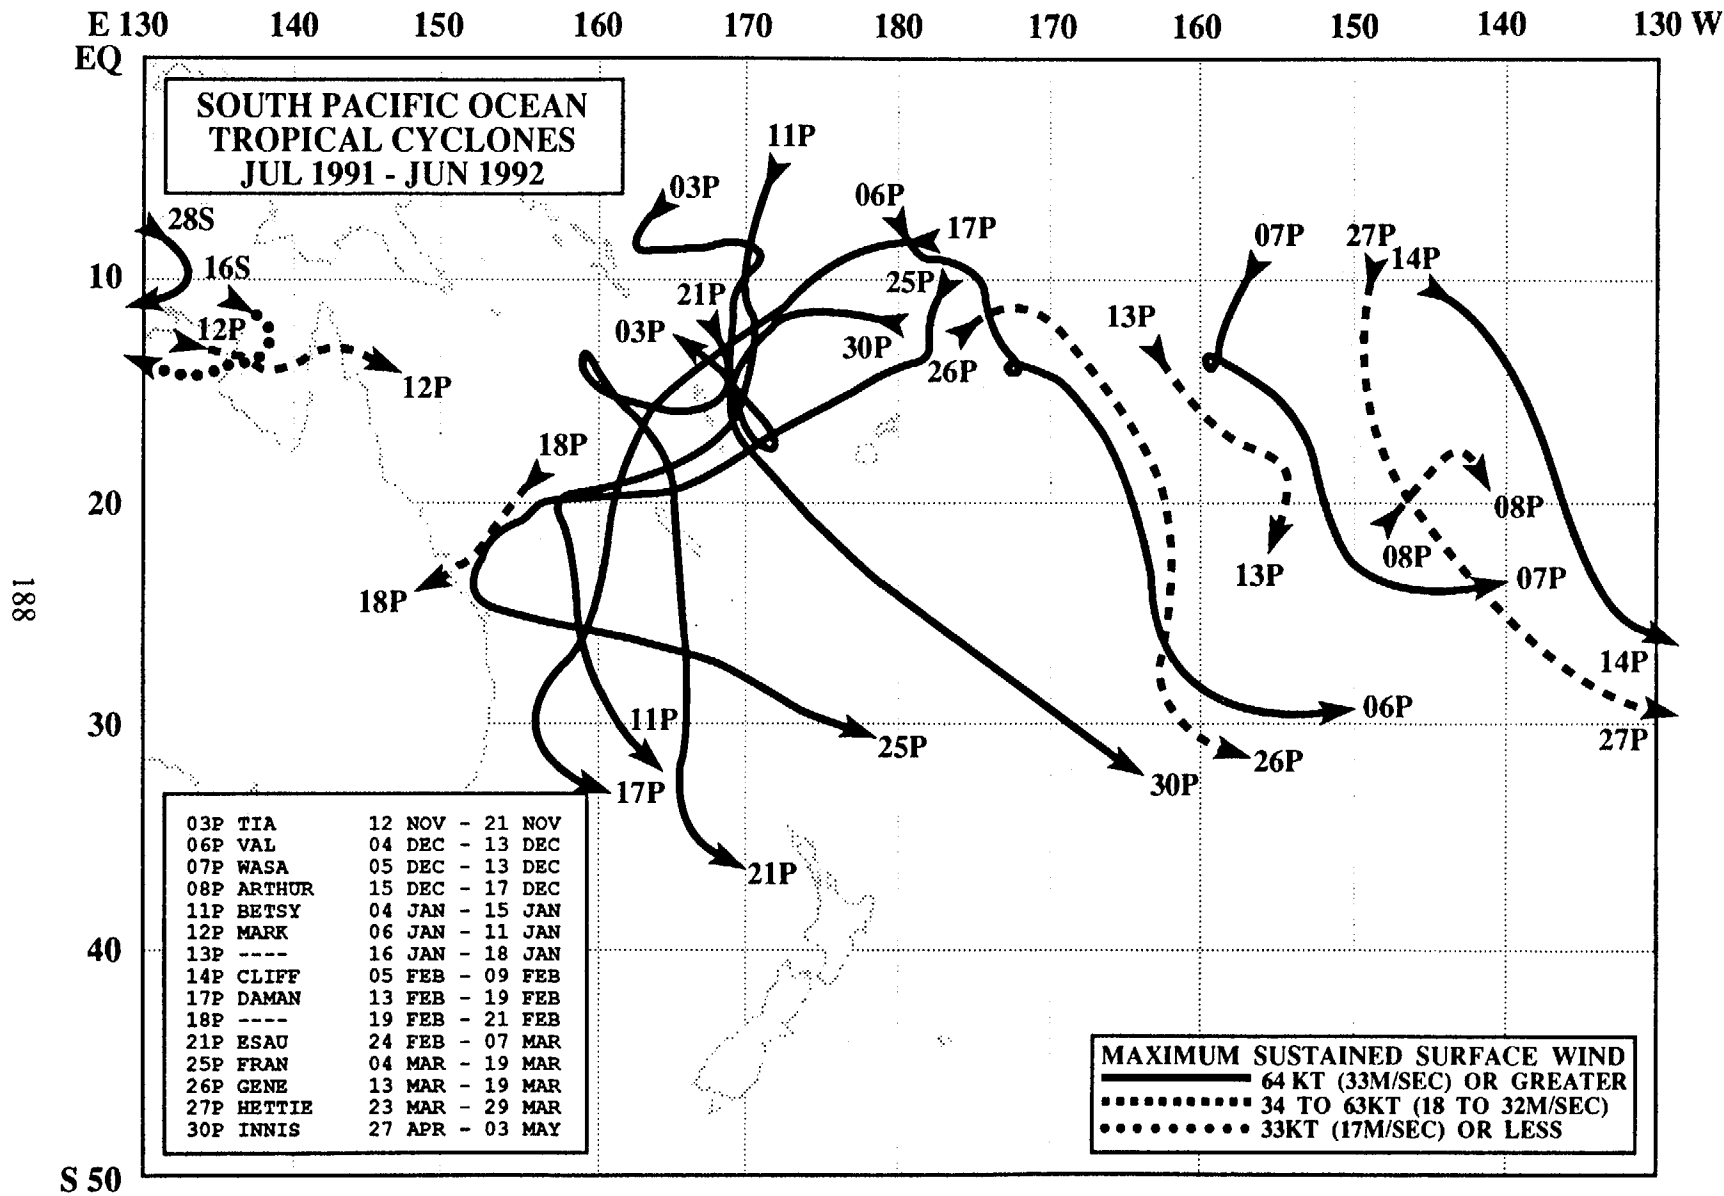 E 130 140 150 160 170 180 170 160 150 140 130 W
EQ
SOUTH PACIFIC OCEAN
TROPICAL CYCLONES
JUL 1991 - JUN 1992
11P
03P
06P
28S
17P
07P
27P
14P
16S
10
25P
21P
12P
03P
13P
30P
26P
12P
18P
20
08P
08P
13P
07P
188
18P
14P
11P
06P
30
25P
27P
26P
30P
17P
21P
03P TIA 12 NOV - 21 NOV
06P VAL 04 DEC - 13 DEC
07P WASA 05 DEC - 13 DEC
08P ARTHUR 15 DEC - 17 DEC
11P BETSY 04 JAN - 15 JAN
12P MARK 06 JAN - 11 JAN
13P ---- 16 JAN - 18 JAN
14P CLIFF 05 FEB - 09 FEB
17P DAMAN 13 FEB - 19 FEB
18P ---- 19 FEB - 21 FEB
21P ESAU 24 FEB - 07 MAR
25P FRAN 04 MAR - 19 MAR
26P GENE 13 MAR - 19 MAR
27P HETTIE 23 MAR - 29 MAR
30P INNIS 27 APR - 03 MAY
40
MAXIMUM SUSTAINED SURFACE WIND
64 KT (33M/SEC) OR GREATER
34 TO 63KT (18 TO 32M/SEC)
33KT (17M/SEC) OR LESS
S 50